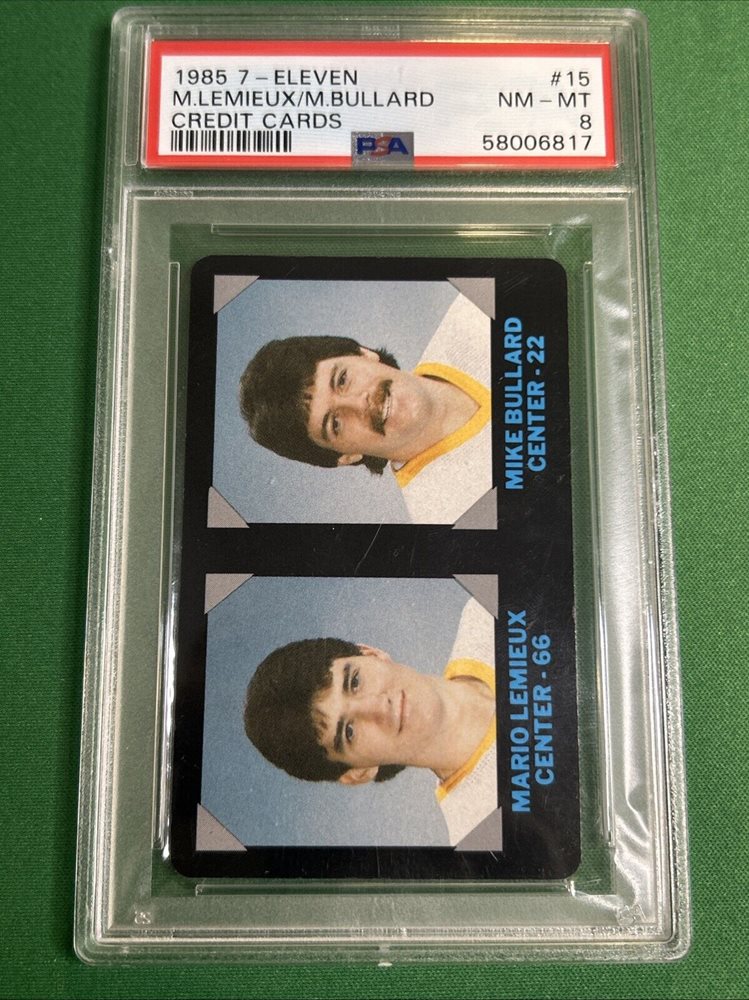 1985 7-ELEVEN #15
M.LEMIEUX/M.BULLARD NM-MT
CREDIT CARDS 8
PSA 58006817
MARIO LEMIEUX
CENTER - 66
MIKE BULLARD
CENTER - 22